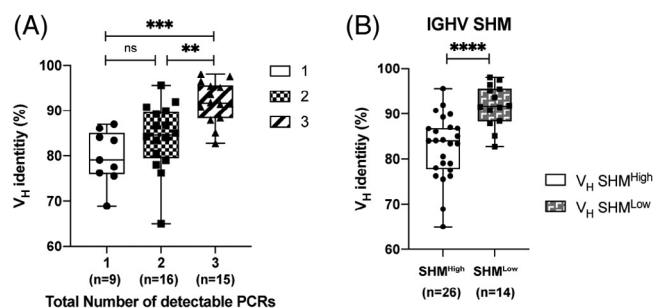 (A)
***
ns
**
1
2
3
V_H identitiy (%)
100
90
80
70
60
1 2 3
(n=9) (n=16) (n=15)
Total Number of detectable PCRs
(B)
IGHV SHM
****
V_H identity (%)
100
90
80
70
60
SHM^High SHM^Low
(n=26) (n=14)
V_H SHM^High
V_H SHM^Low